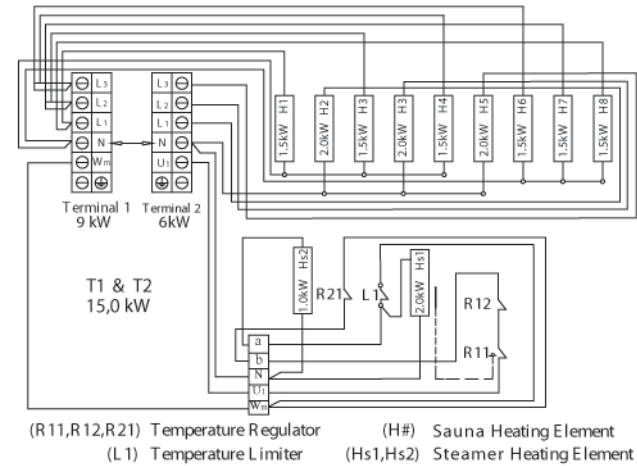 L3
L2
L1
N
Wm
L3
L2
L1
N
U1
Terminal 1
9 kW
Terminal 2
6kW
1.5kW H1
2.0kW H2
1.5kW H3
2.0kW H3
1.5kW H4
2.0kW H5
1.5kW H6
1.5kW H7
1.5kW H8
T1 & T2
15,0 kW
1.0kW Hs2
R21
L1
2.0kW Hs1
R12
R11
a
b
N
U1
Wm
(R11,R12,R21) Temperature Regulator
(L1) Temperature Limiter
(H#) Sauna Heating Element
(Hs1,Hs2) Steamer Heating Element